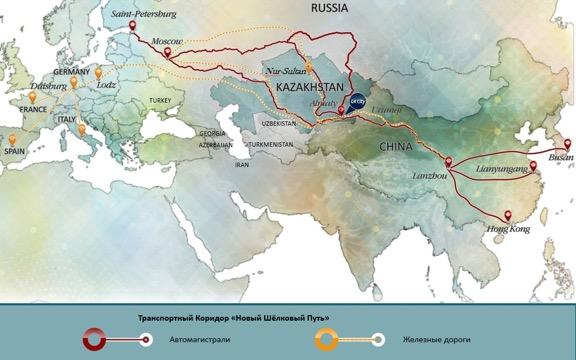 RUSSIA
Saint-Petersburg
Moscow
GERMANY
Duisburg
Lodz
FRANCE
ITALY
SPAIN
TURKEY
Nur-Sultan
KAZAKHSTAN
Almaty
Urumqi
GEORGIA
AZERBAIJAN
UZBEKISTAN
TURKMENISTAN
IRAN
CHINA
Lanzhou
Lianyungang
Busan
Hong Kong
Транспортный Коридор «Новый Шёлковый Путь»
Автомагистрали
Железные дороги